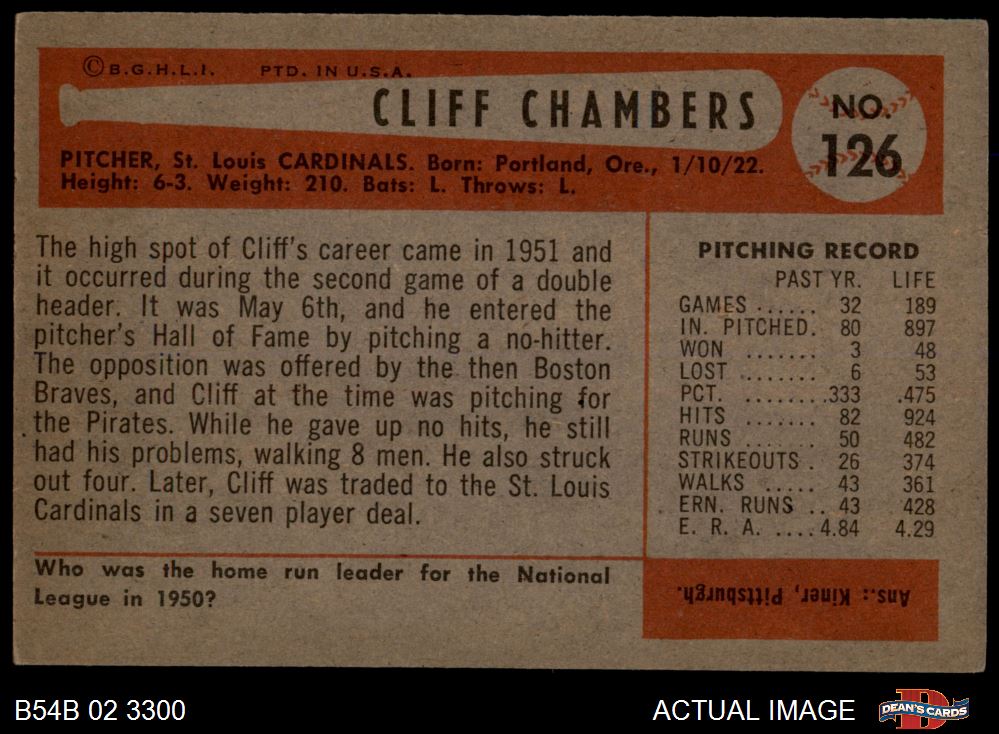 © B.G.H.L.I. PTD. IN U.S.A.
CLIFF CHAMBERS
NO.
126
PITCHER, St. Louis CARDINALS. Born: Portland, Ore., 1/10/22.
Height: 6-3. Weight: 210. Bats: L. Throws: L.
The high spot of Cliff's career came in 1951 and
it occurred during the second game of a double
header. It was May 6th, and he entered the
pitcher's Hall of Fame by pitching a no-hitter.
The opposition was offered by the then Boston
Braves, and Cliff at the time was pitching for
the Pirates. While he gave up no hits, he still
had his problems, walking 8 men. He also struck
out four. Later, Cliff was traded to the St. Louis
Cardinals in a seven player deal.
PITCHING RECORD
PAST YR. LIFE
GAMES ...... 32 189
IN. PITCHED. 80 897
WON ....... 3 48
LOST ........ 6 53
PCT. ........ .333 .475
HITS ....... 82 924
RUNS ....... 50 482
STRIKEOUTS . 26 374
WALKS ..... 43 361
ERN. RUNS .. 43 428
E. R. A. .... 4.84 4.29
Who was the home run leader for the National
League in 1950?
Ans.: Kiner, Pittsburgh.
B54B 02 3300
ACTUAL IMAGE
D
DEAN'S CARDS